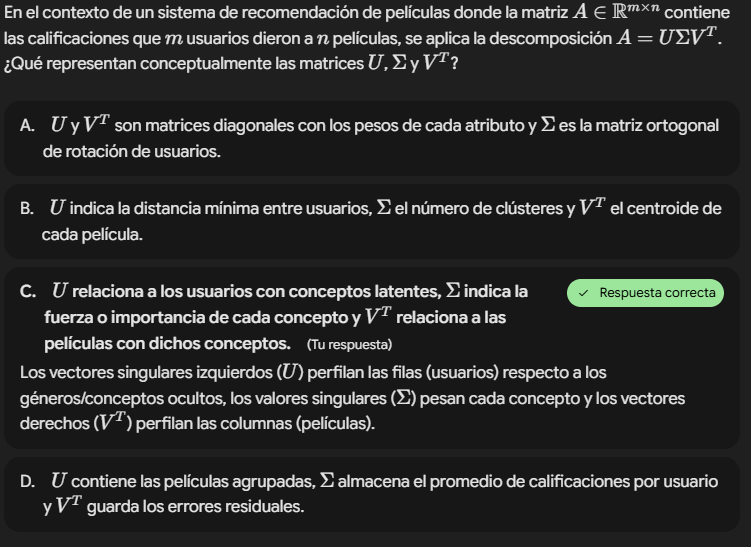 En el contexto de un sistema de recomendación de películas donde la matriz A ∈ ℝ^{m×n} contiene
las calificaciones que m usuarios dieron a n películas, se aplica la descomposición A = UΣV^T.
¿Qué representan conceptualmente las matrices U, Σ y V^T?
A. U y V^T son matrices diagonales con los pesos de cada atributo y Σ es la matriz ortogonal
de rotación de usuarios.
B. U indica la distancia mínima entre usuarios, Σ el número de clústeres y V^T el centroide de
cada película.
C. U relaciona a los usuarios con conceptos latentes, Σ indica la
fuerza o importancia de cada concepto y V^T relaciona a las
películas con dichos conceptos. (Tu respuesta)
✓ Respuesta correcta
Los vectores singulares izquierdos (U) perfilan las filas (usuarios) respecto a los
géneros/conceptos ocultos, los valores singulares (Σ) pesan cada concepto y los vectores
derechos (V^T) perfilan las columnas (películas).
D. U contiene las películas agrupadas, Σ almacena el promedio de calificaciones por usuario
y V^T guarda los errores residuales.